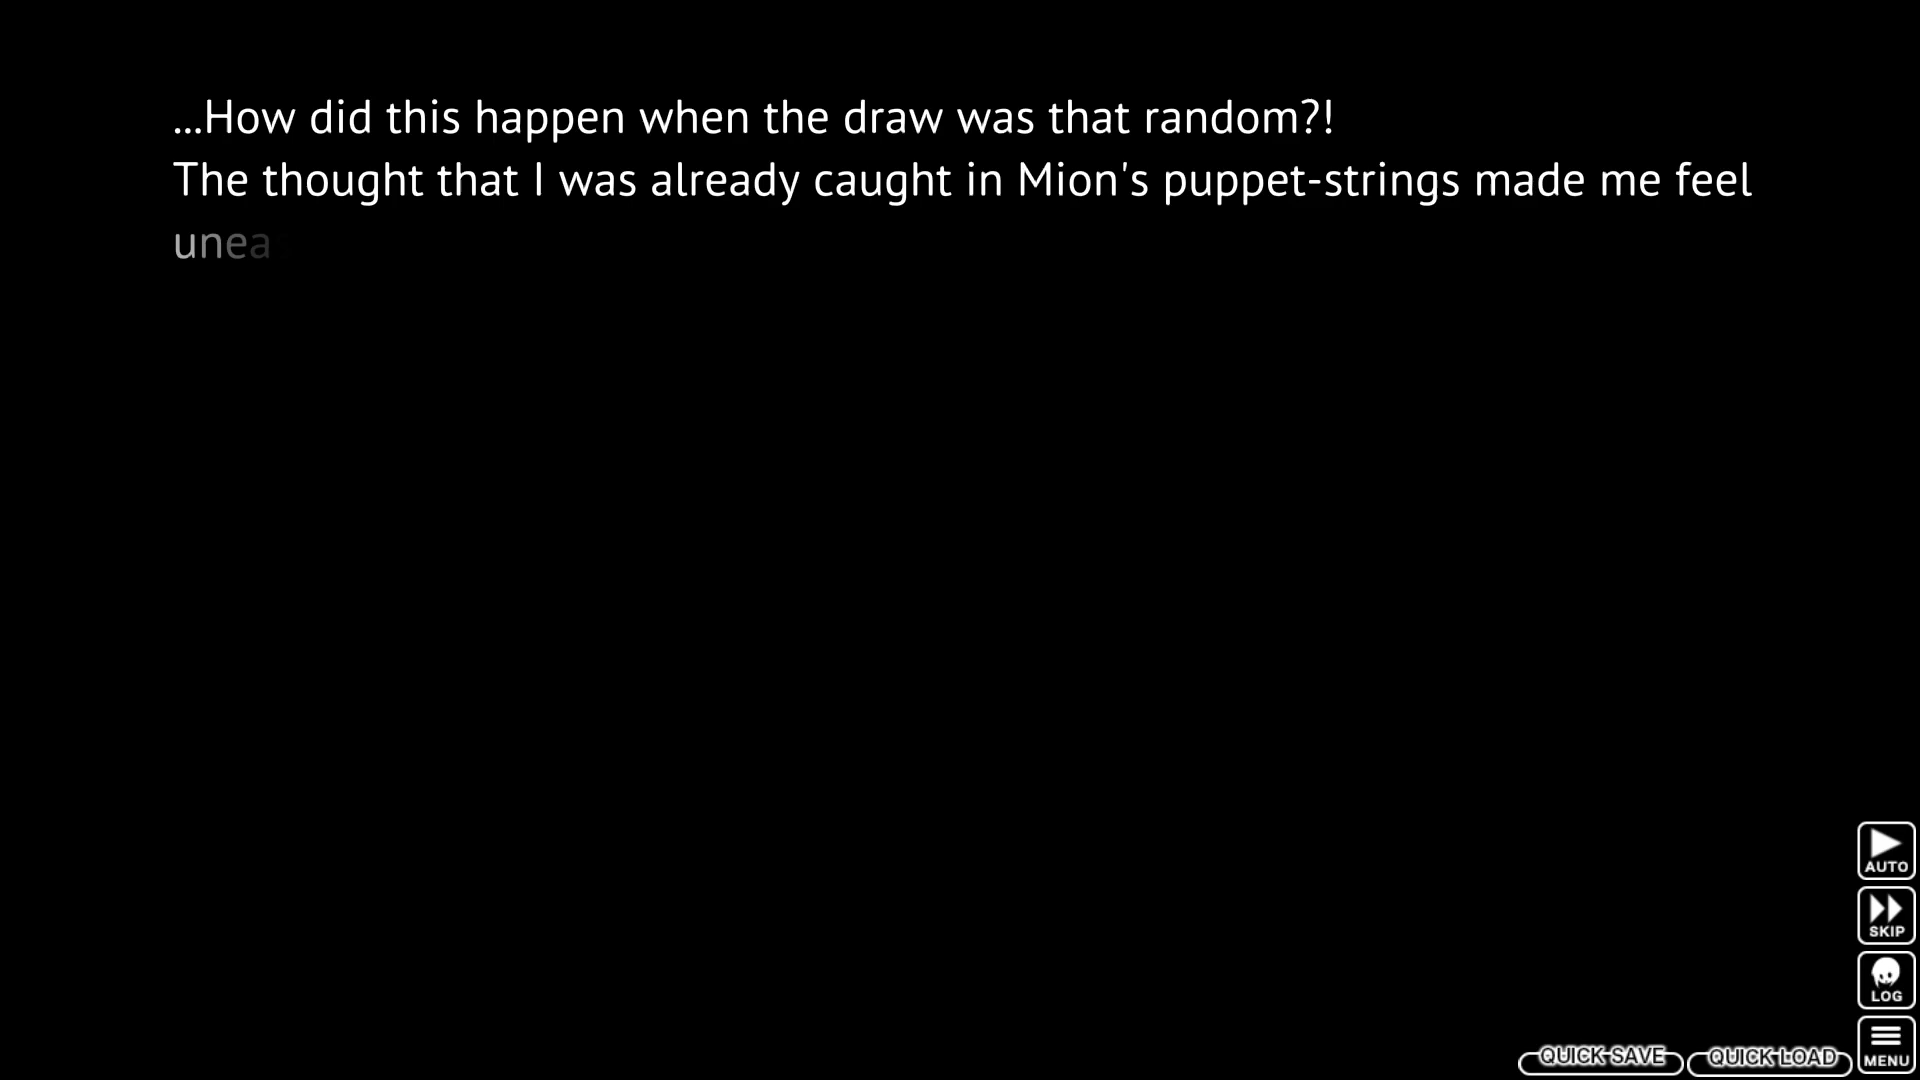 ...How did this happen when the draw was that random?!
The thought that I was already caught in Mion's puppet-strings made me feel
unea
AUTO
SKIP
LOG
MENU
QUICK SAVE
QUICK LOAD